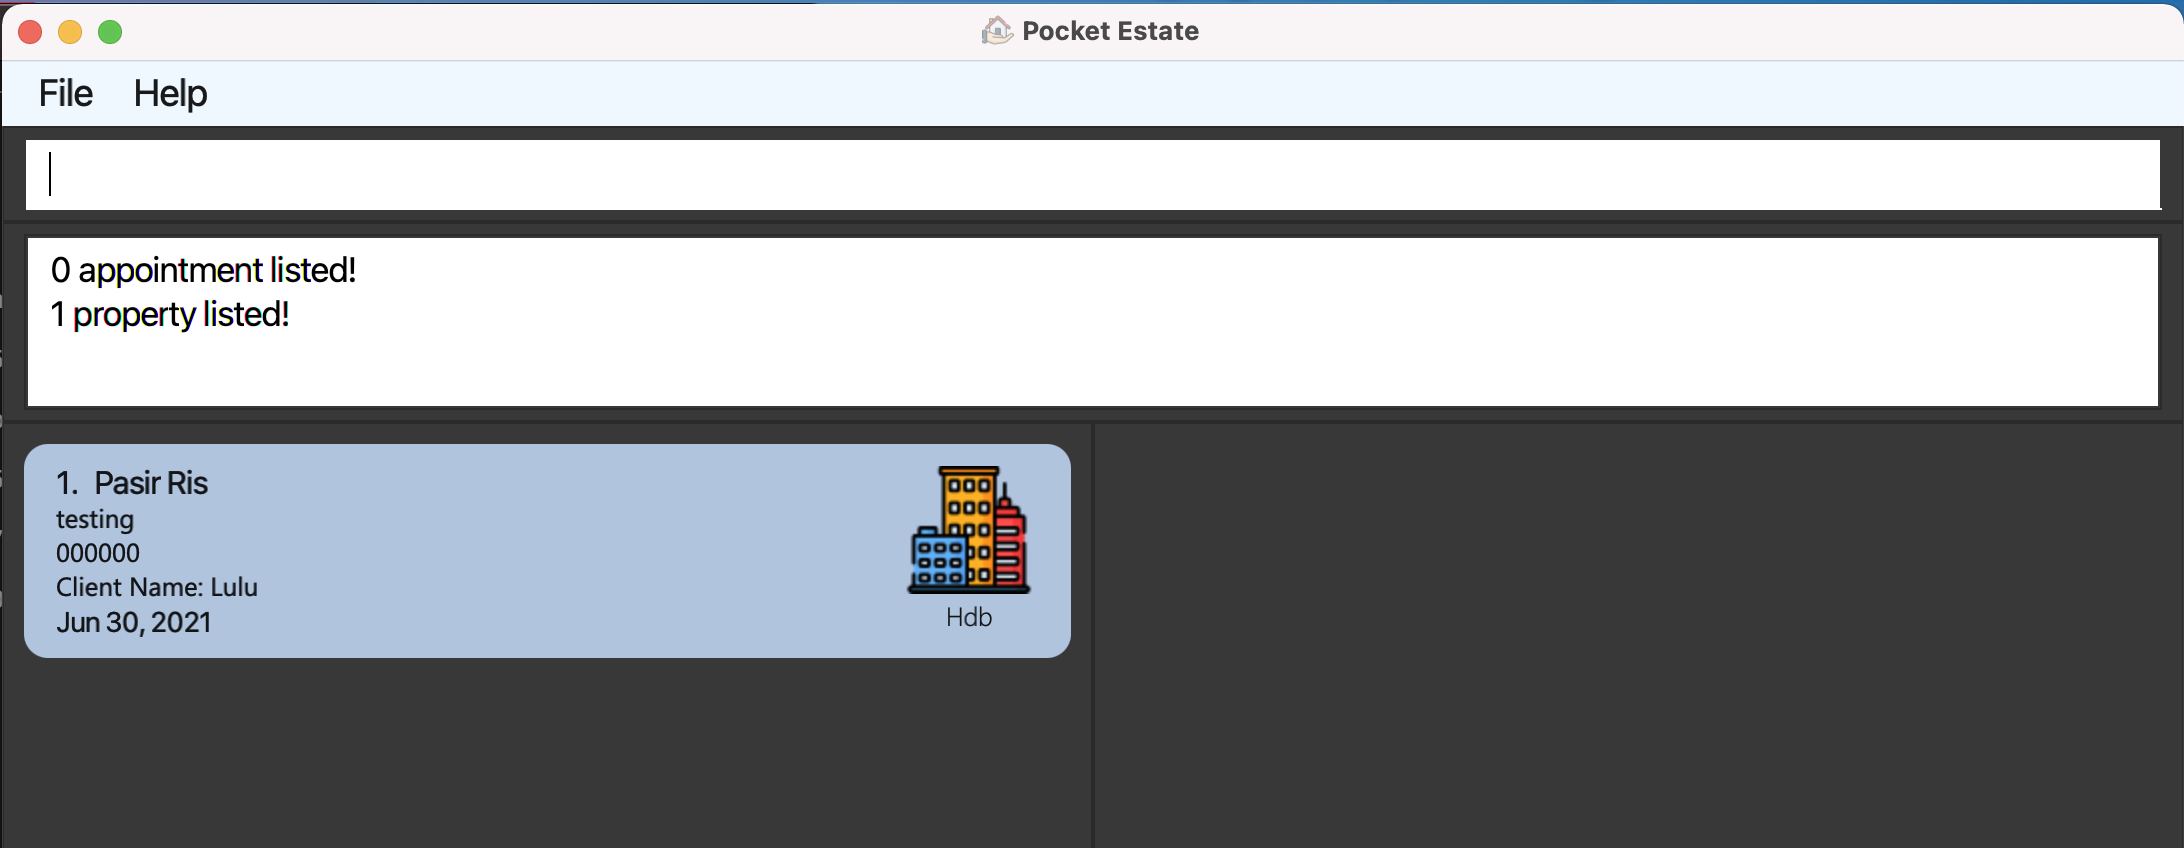 Pocket Estate
File Help
0 appointment listed!
1 property listed!
1. Pasir Ris
testing
000000
Client Name: Lulu
Jun 30, 2021
Hdb